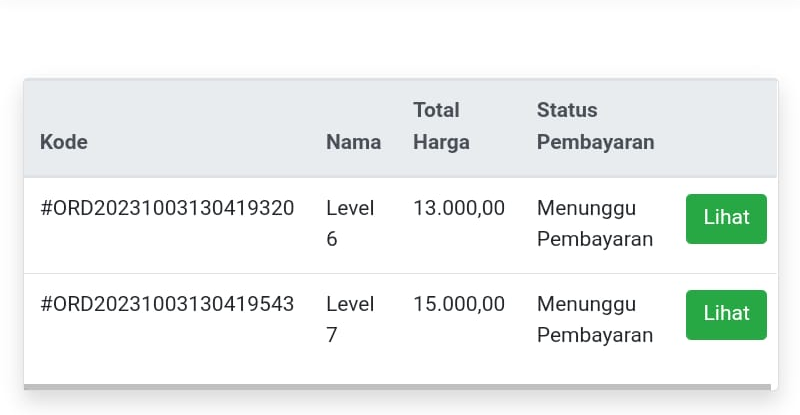 Kode Nama Total Harga Status Pembayaran
#ORD20231003130419320 Level 6 13.000,00 Menunggu Pembayaran Lihat
#ORD20231003130419543 Level 7 15.000,00 Menunggu Pembayaran Lihat